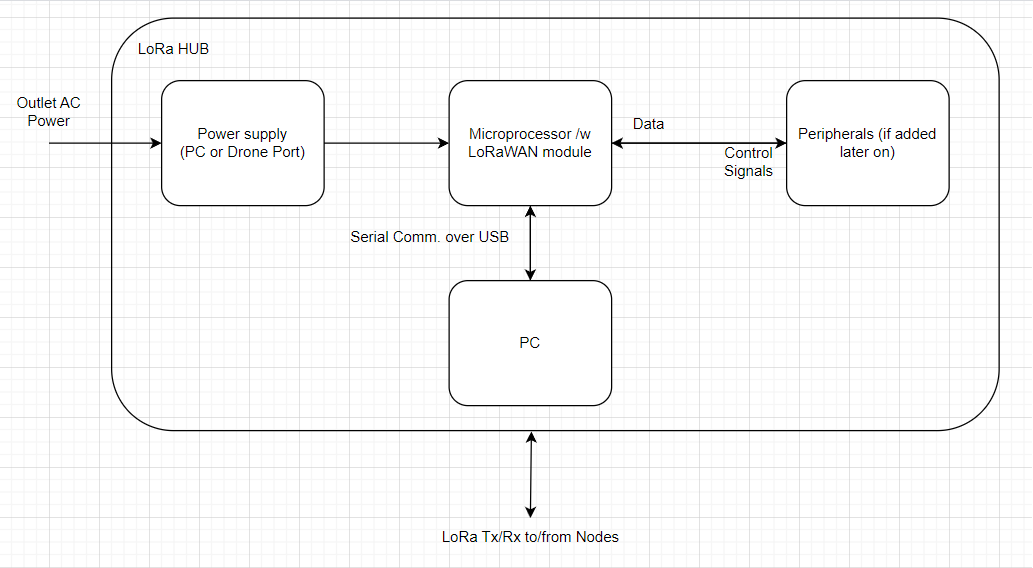 LoRa HUB
Outlet AC
Power
Power supply
(PC or Drone Port)
Microprocessor /w
LoRaWAN module
Data
Control
Signals
Peripherals (if added
later on)
Serial Comm. over USB
PC
LoRa Tx/Rx to/from Nodes